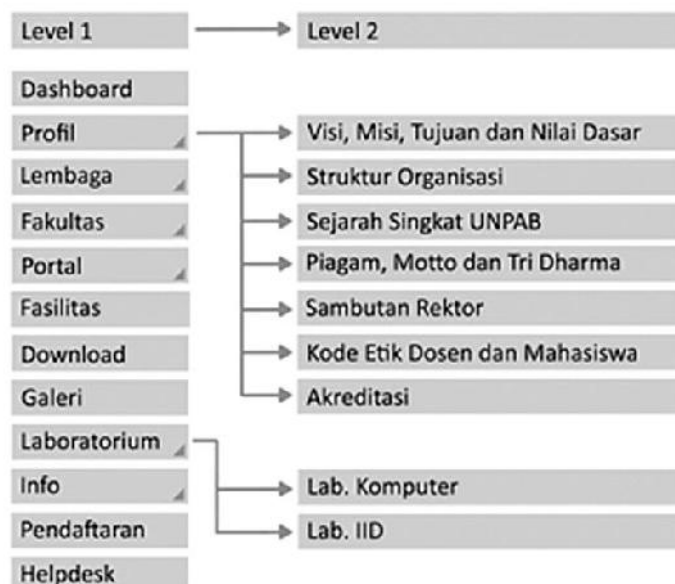 Level 1
Level 2
Dashboard
Profil
Visi, Misi, Tujuan dan Nilai Dasar
Lembaga
Struktur Organisasi
Fakultas
Sejarah Singkat UNPAB
Portal
Piagam, Motto dan Tri Dharma
Fasilitas
Sambutan Rektor
Download
Kode Etik Dosen dan Mahasiswa
Galeri
Akreditasi
Laboratorium
Info
Lab. Komputer
Pendaftaran
Lab. IID
Helpdesk